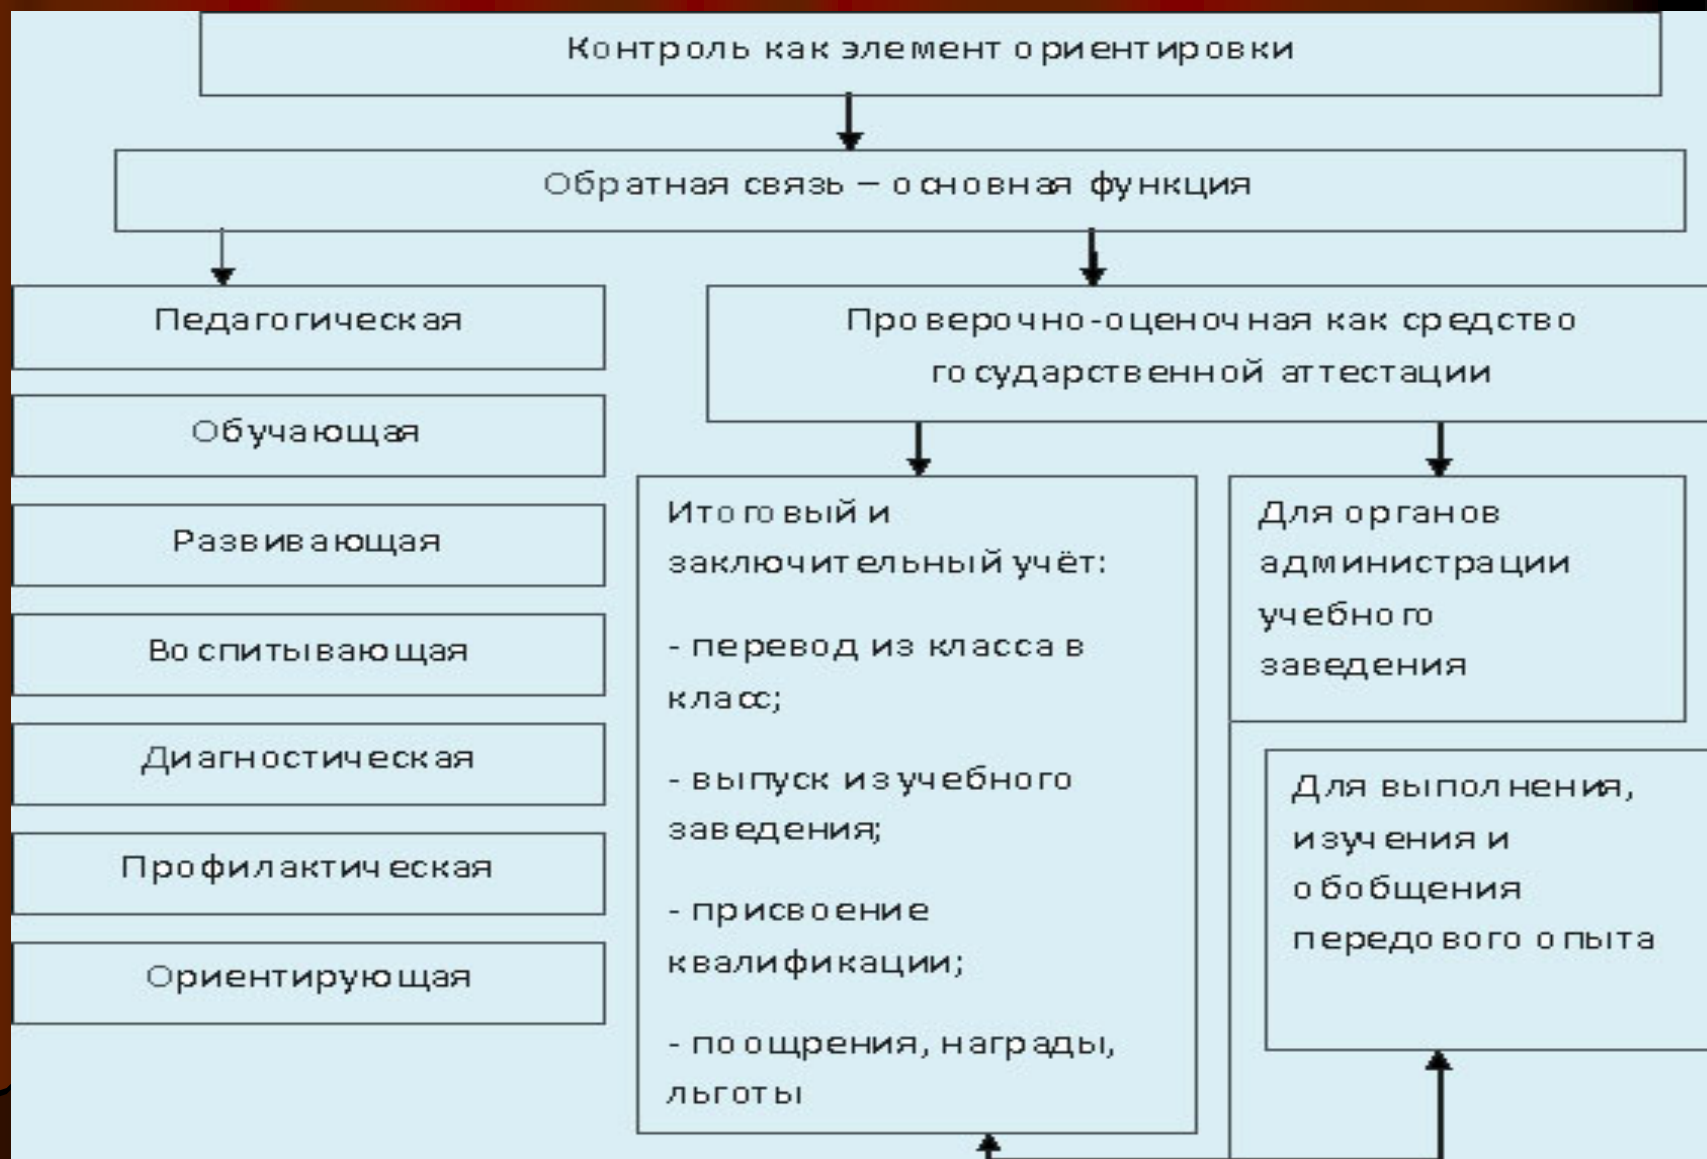 Контроль как элемент ориентировки
Обратная связь – основная функция
Педагогическая
Обучающая
Развивающая
Воспитывающая
Диагностическая
Профилактическая
Ориентирующая
Проверочно-оценочная как средство
государственной аттестации
Итоговый и
заключительный учёт:
- перевод из класса в
класс;
- выпуск из учебного
заведения;
- присвоение
квалификации;
- поощрения, награды,
льготы
Для органов
администрации
учебного
заведения
Для выполнения,
изучения и
обобщения
передового опыта